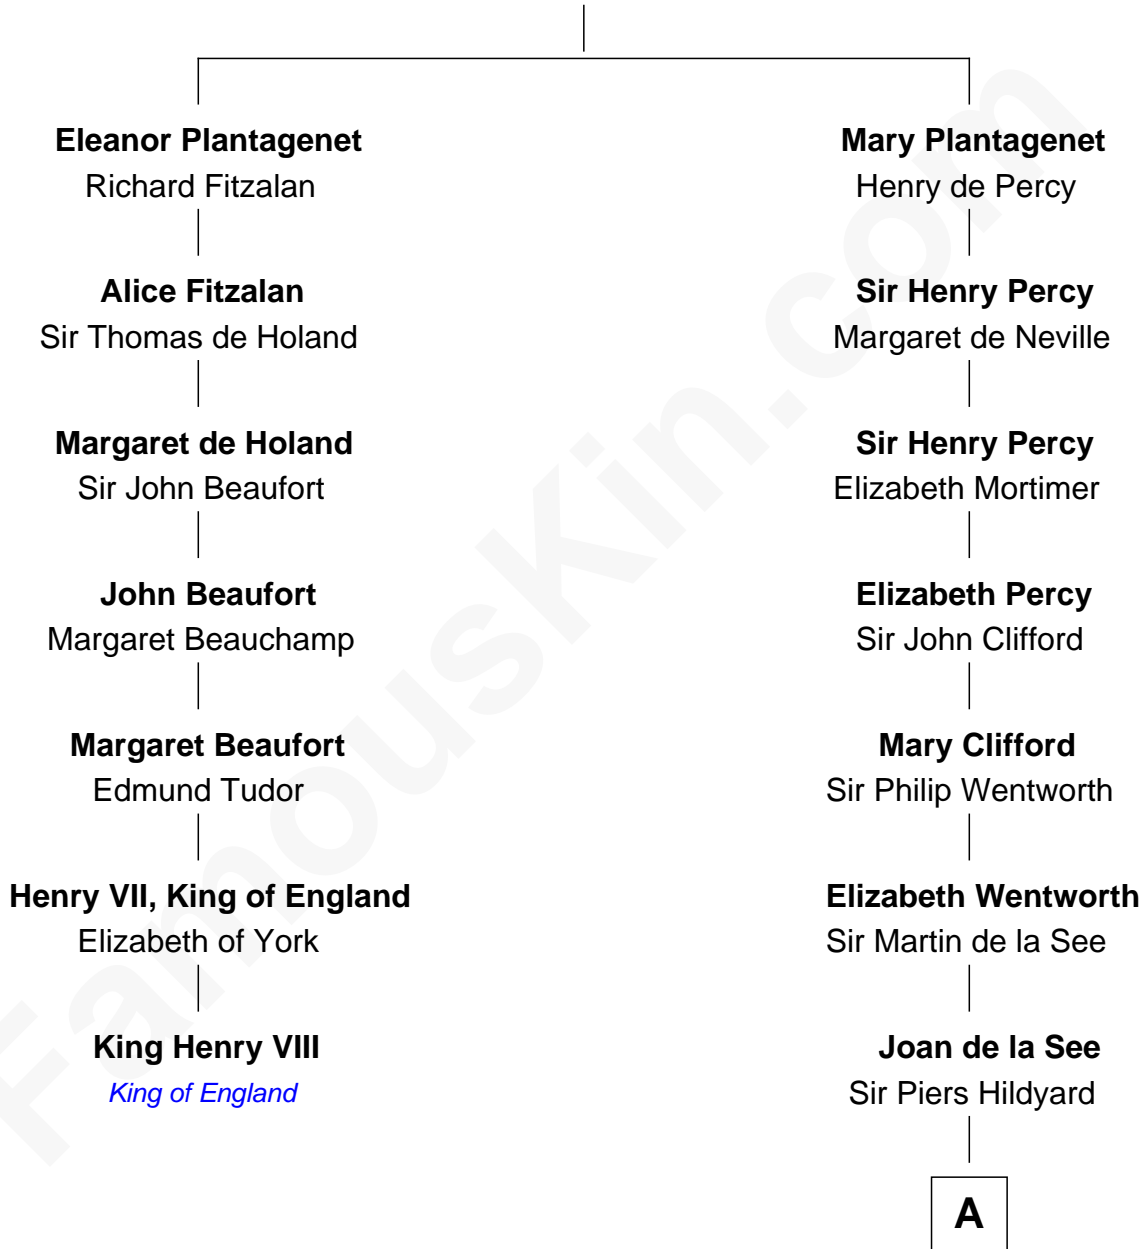 Eleanor Plantagenet
Richard Fitzalan
Alice Fitzalan
Sir Thomas de Holand
Margaret de Holand
Sir John Beaufort
John Beaufort
Margaret Beauchamp
Margaret Beaufort
Edmund Tudor
Henry VII, King of England
Elizabeth of York
King Henry VIII
King of England
Mary Plantagenet
Henry de Percy
Sir Henry Percy
Margaret de Neville
Sir Henry Percy
Elizabeth Mortimer
Elizabeth Percy
Sir John Clifford
Mary Clifford
Sir Philip Wentworth
Elizabeth Wentworth
Sir Martin de la See
Joan de la See
Sir Piers Hildyard
A
FamousKin.com